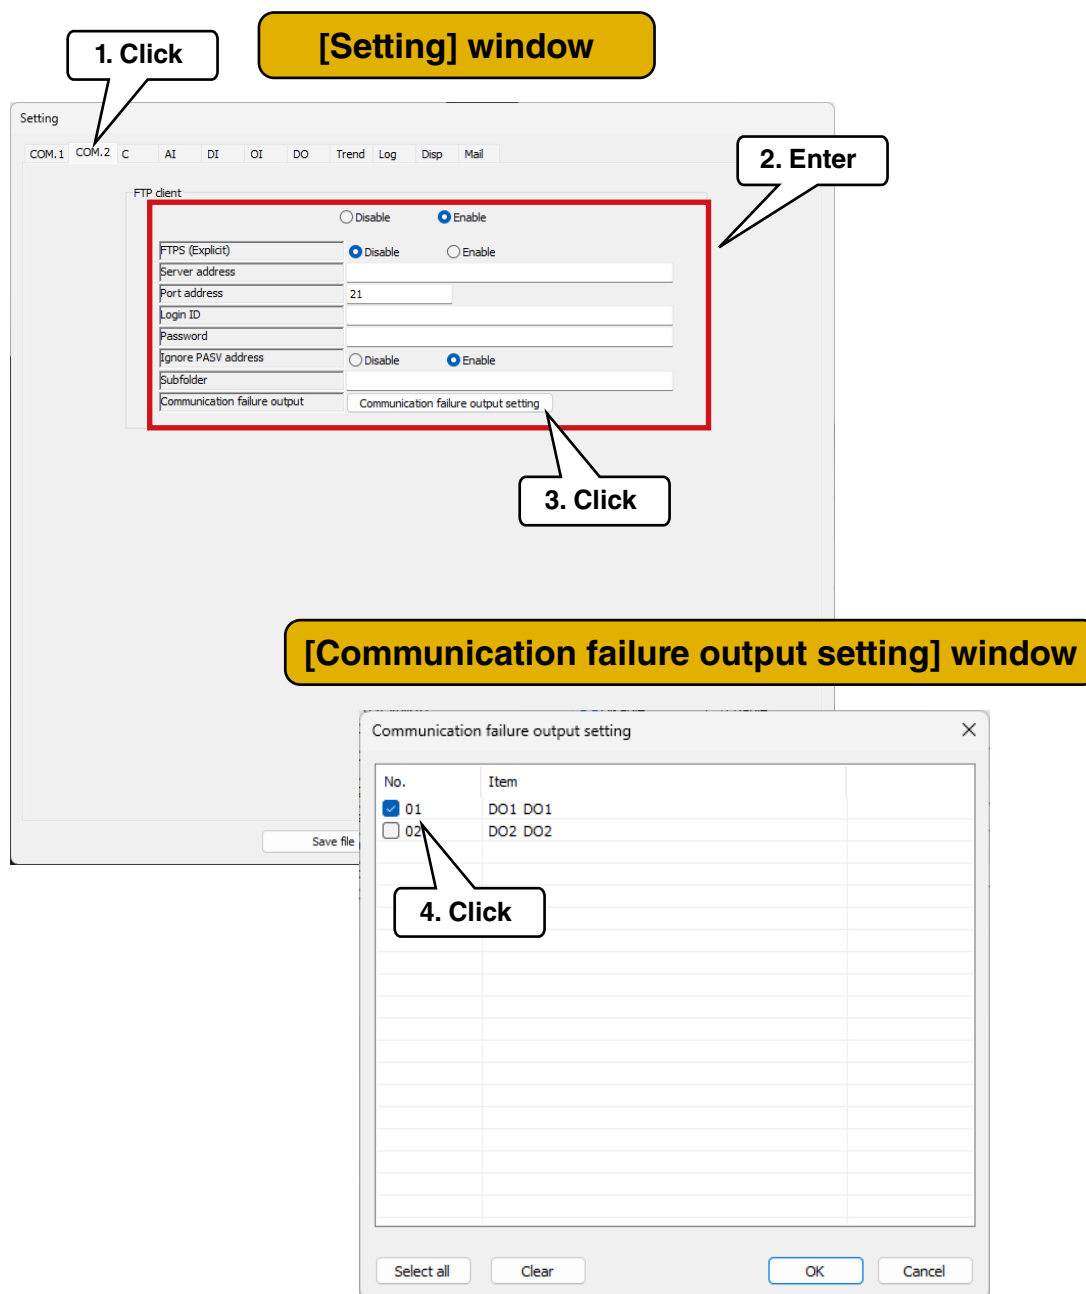 1. Click
[Setting] window
Setting
COM.1 COM.2 C AI DI OI DO Trend Log Disp Mail
2. Enter
FTP client
Disable Enable
FTPS (Explicit) Disable Enable
Server address
Port address 21
Login ID
Password
Ignore PASV address Disable Enable
Subfolder
Communication failure output Communication failure output setting
3. Click
[Communication failure output setting] window
Communication failure output setting
No. Item
01 DO1 DO1
02 DO2 DO2
Save file
4. Click
Select all Clear OK Cancel